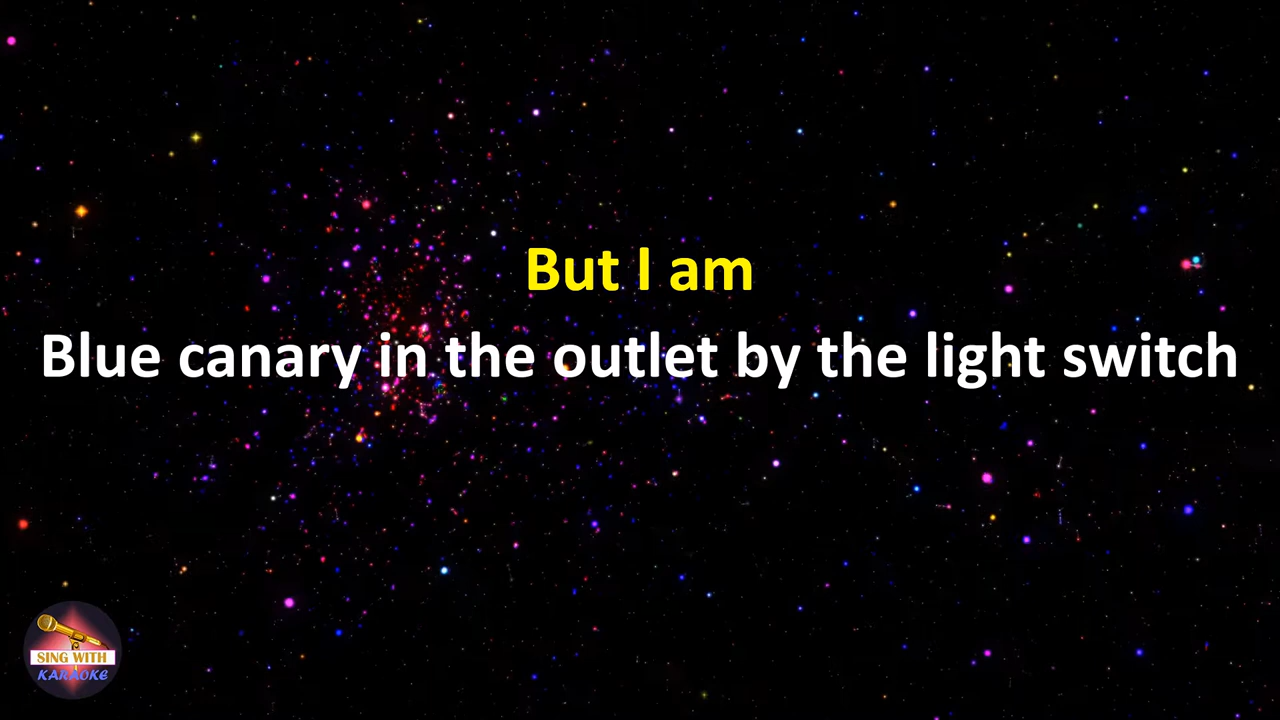 But I am
Blue canary in the outlet by the light switch
SING WITH
KARAOKE